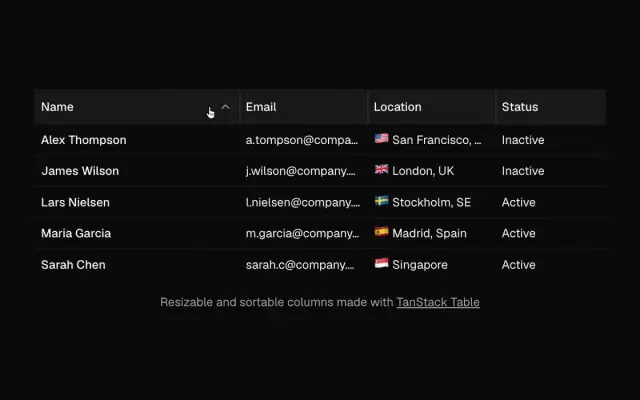 Name Email Location Status
Alex Thompson a.tompson@compa... San Francisco, ... Inactive
James Wilson j.wilson@company.... London, UK Inactive
Lars Nielsen l.nielsen@company.... Stockholm, SE Active
Maria Garcia m.garcia@company... Madrid, Spain Active
Sarah Chen sarah.c@company.... Singapore Active
Resizable and sortable columns made with TanStack Table